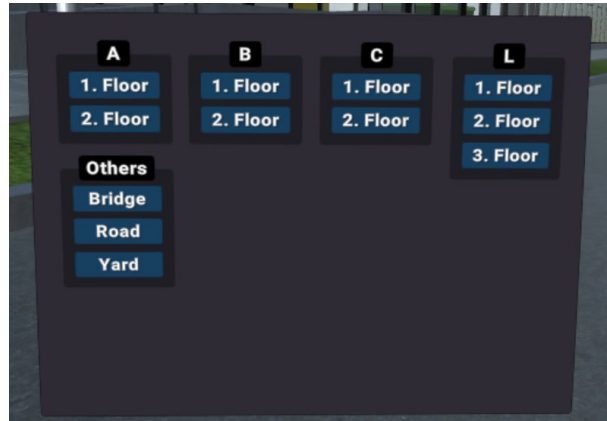 A
1. Floor
2. Floor
B
1. Floor
2. Floor
C
1. Floor
2. Floor
L
1. Floor
2. Floor
3. Floor
Others
Bridge
Road
Yard